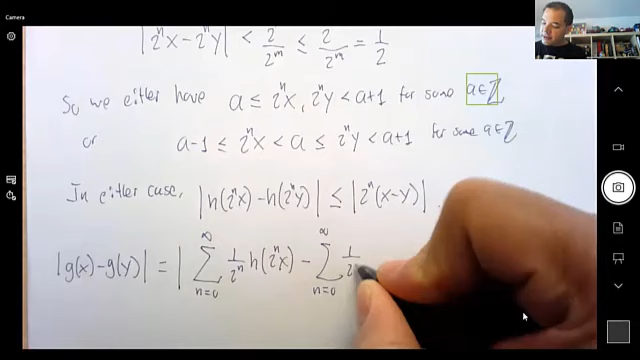 Camera
|2ⁿx − 2ⁿy| < 2/2ᵐ ≤ 2/2ᵐ = 1/2
So we either have a ≤ 2ⁿx, 2ⁿy < a+1 for some a∈ℤ
or a−1 ≤ 2ⁿx < a ≤ 2ⁿy < a+1 for some a∈ℤ
In either case, |h(2ⁿx) − h(2ⁿy)| ≤ |2ⁿ(x−y)|.
|g(x) − g(y)| = | ∑_{n=0}^{∞} 1/2ⁿ h(2ⁿx) − ∑_{n=0}^{∞} 1/2